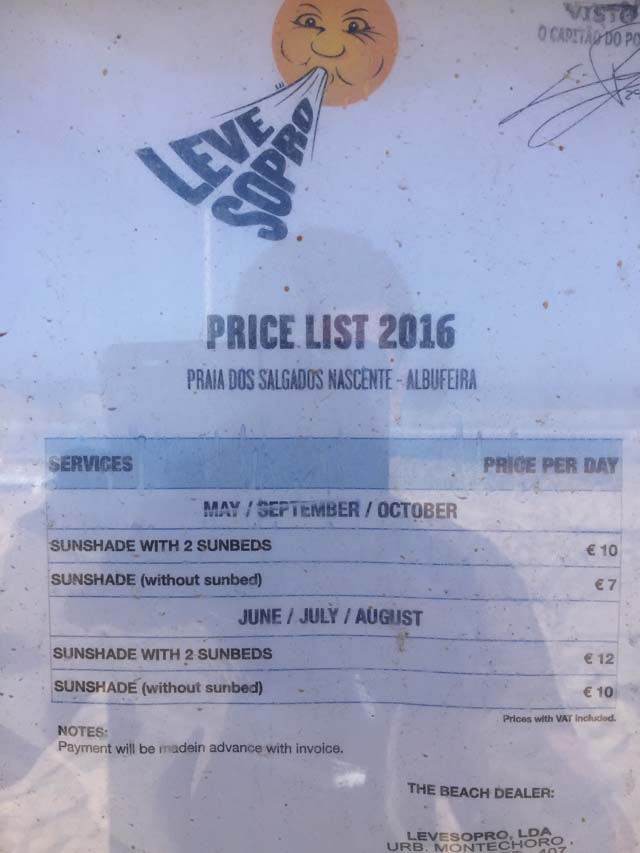 VISTO
O CAPITÃO DO PO
LEVE
SOPRO
PRICE LIST 2016
PRAIA DOS SALGADOS NASCENTE - ALBUFEIRA
SERVICES PRICE PER DAY
MAY / SEPTEMBER / OCTOBER
SUNSHADE WITH 2 SUNBEDS € 10
SUNSHADE (without sunbed) € 7
JUNE / JULY / AUGUST
SUNSHADE WITH 2 SUNBEDS € 12
SUNSHADE (without sunbed) € 10
Prices with VAT included.
NOTES:
Payment will be madein advance with invoice.
THE BEACH DEALER:
LEVESOPRO, LDA
URB. MONTECHORO,